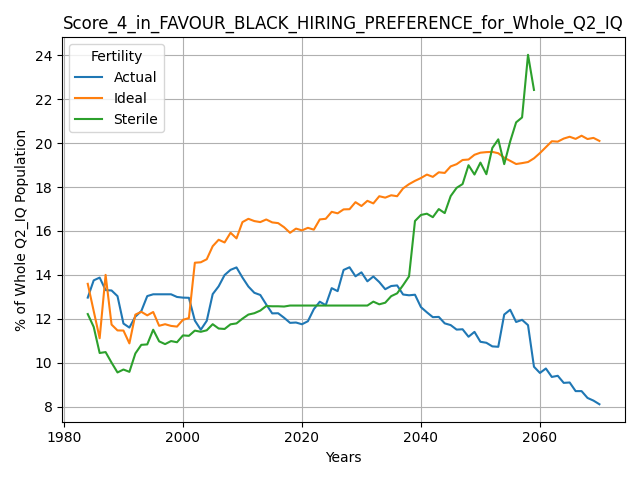 Score_4_in_FAVOUR_BLACK_HIRING_PREFERENCE_for_Whole_Q2_IQ
Fertility
Actual
Ideal
Sterile
% of Whole Q2_IQ Population
24
22
20
18
16
14
12
10
8
1980
2000
2020
2040
2060
Years